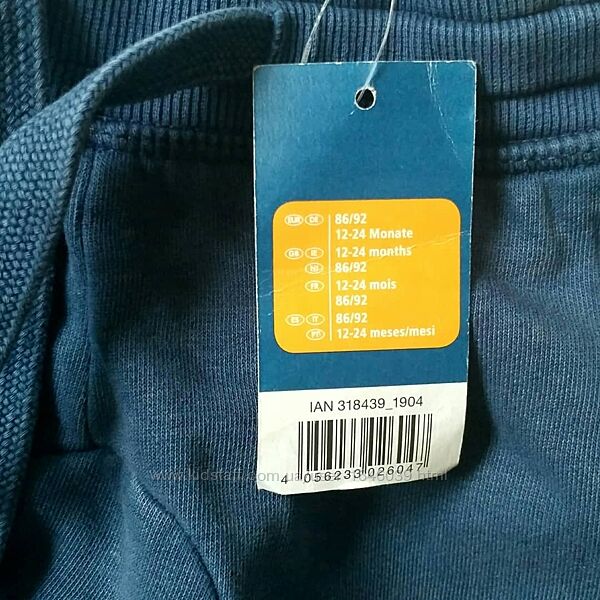 EUR DE 86/92
12-24 Monate
GB IE 12-24 months
86/92
FR 12-24 mois
86/92
ES IT 86/92
PT 12-24 meses/mesi
IAN 318439_1904
4 056233 026047